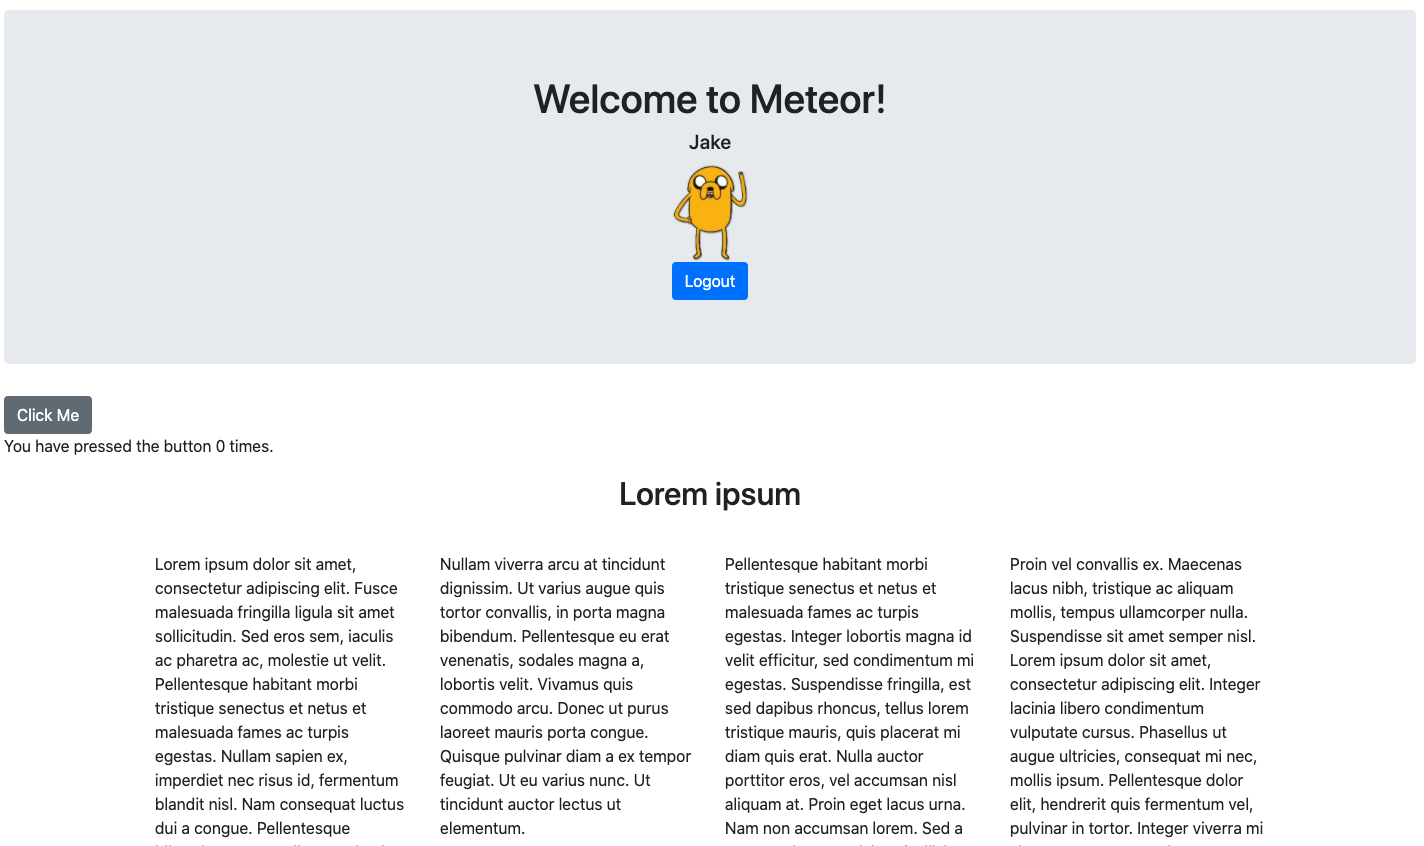 Welcome to Meteor!
Jake
Logout
Click Me
You have pressed the button 0 times.
Lorem ipsum
Lorem ipsum dolor sit amet,
consectetur adipiscing elit. Fusce
malesuada fringilla ligula sit amet
sollicitudin. Sed eros sem, iaculis
ac pharetra ac, molestie ut velit.
Pellentesque habitant morbi
tristique senectus et netus et
malesuada fames ac turpis
egestas. Nullam sapien ex,
imperdiet nec risus id, fermentum
blandit nisl. Nam consequat luctus
dui a congue. Pellentesque
Nullam viverra arcu at tincidunt
dignissim. Ut varius augue quis
tortor convallis, in porta magna
bibendum. Pellentesque eu erat
venenatis, sodales magna a,
lobortis velit. Vivamus quis
commodo arcu. Donec ut purus
laoreet mauris porta congue.
Quisque pulvinar diam a ex tempor
feugiat. Ut eu varius nunc. Ut
tincidunt auctor lectus ut
elementum.
Pellentesque habitant morbi
tristique senectus et netus et
malesuada fames ac turpis
egestas. Integer lobortis magna id
velit efficitur, sed condimentum mi
egestas. Suspendisse fringilla, est
sed dapibus rhoncus, tellus lorem
tristique mauris, quis placerat mi
diam quis erat. Nulla auctor
porttitor eros, vel accumsan nisl
aliquam at. Proin eget lacus urna.
Nam non accumsan lorem. Sed a
Proin vel convallis ex. Maecenas
lacus nibh, tristique ac aliquam
mollis, tempus ullamcorper nulla.
Suspendisse sit amet semper nisl.
Lorem ipsum dolor sit amet,
consectetur adipiscing elit. Integer
lacinia libero condimentum
vulputate cursus. Phasellus ut
augue ultricies, consequat mi nec,
mollis ipsum. Pellentesque dolor
elit, hendrerit quis fermentum vel,
pulvinar in tortor. Integer viverra mi